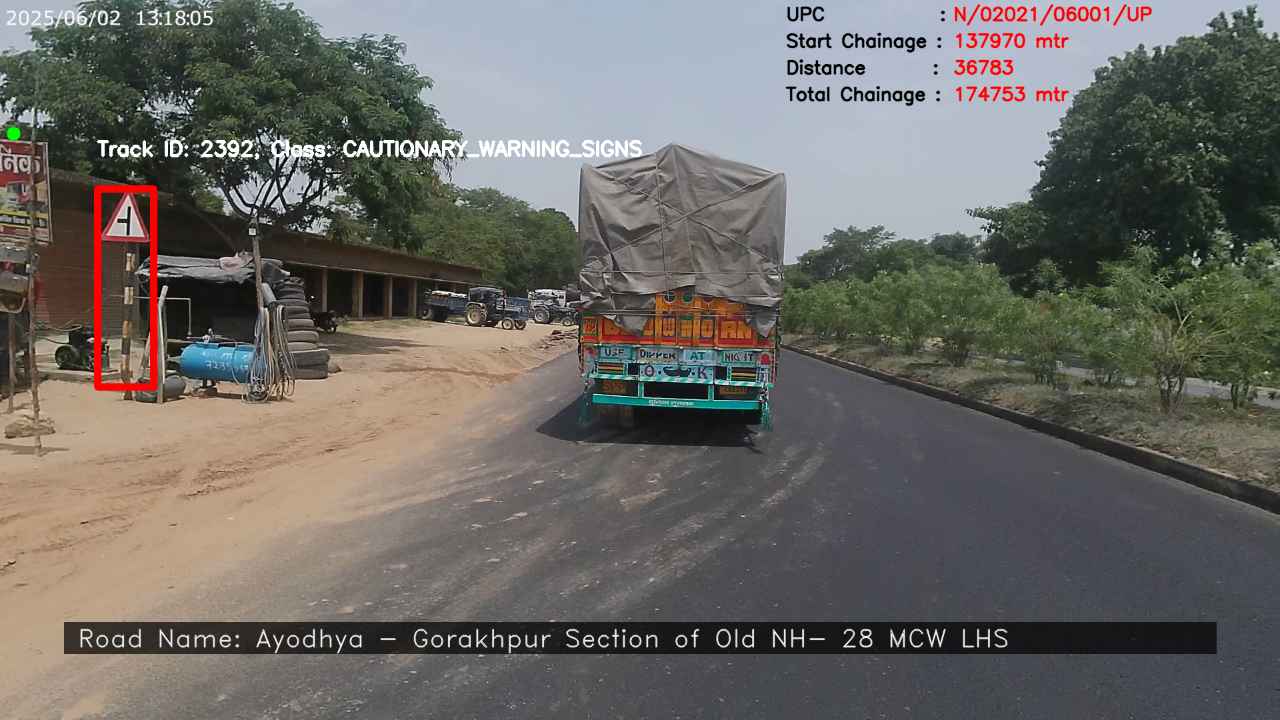 2025/06/02 13:18:05
UPC : N/02021/06001/UP
Start Chainage : 137970 mtr
Distance : 36783
Total Chainage : 174753 mtr
Track ID: 2392, Class: CAUTIONARY_WARNING_SIGNS
USE DIPPER AT NIGHT
O K
Road Name: Ayodhya - Gorakhpur Section of Old NH- 28 MCW LHS